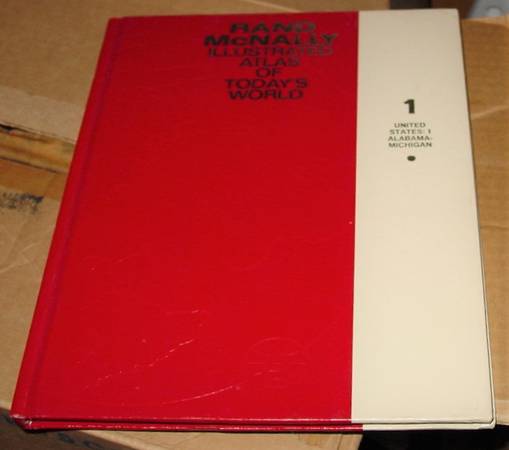 RAND
McNALLY
ILLUSTRATED
ATLAS
OF
TODAY'S
WORLD
1
UNITED
STATES: I
ALABAMA-
MICHIGAN